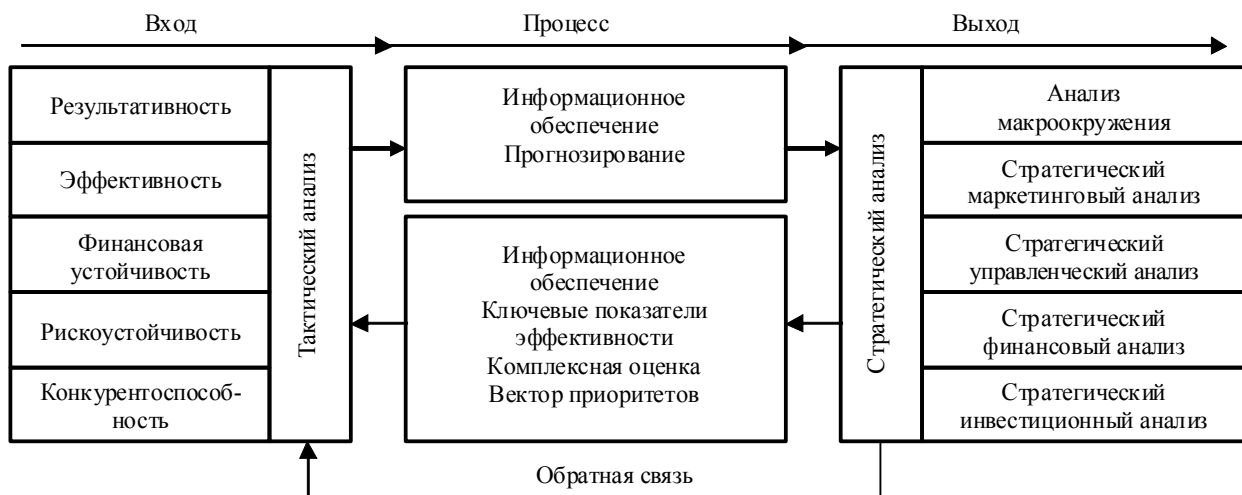 Вход
Процесс
Выход
Результативность
Эффективность
Финансовая
устойчивость
Рискоустойчивость
Конкурентоспособ-
ность
Тактический анализ
Информационное
обеспечение
Прогнозирование
Информационное
обеспечение
Ключевые показатели
эффективности
Комплексная оценка
Вектор приоритетов
Стратегический анализ
Анализ
макроокружения
Стратегический
маркетинговый анализ
Стратегический
управленческий анализ
Стратегический
финансовый анализ
Стратегический
инвестиционный анализ
Обратная связь